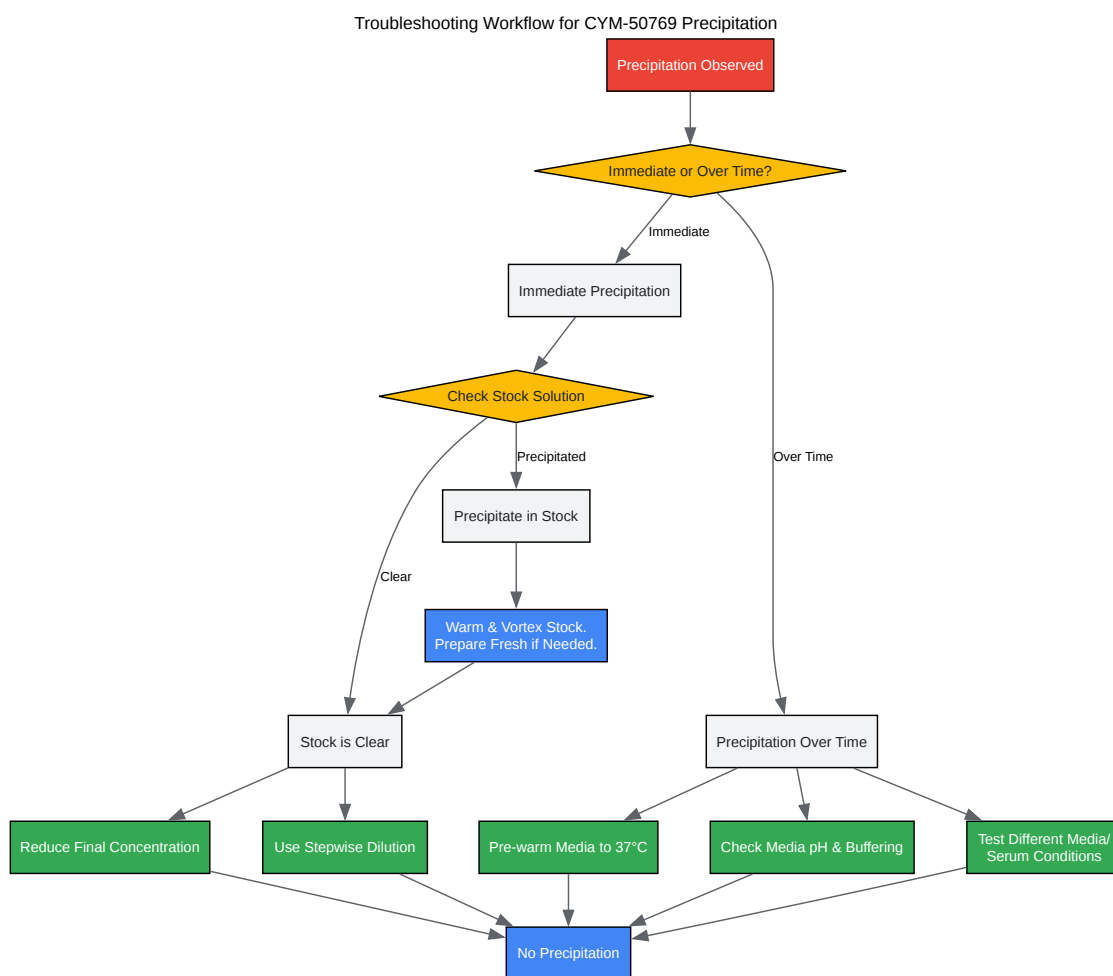 Troubleshooting Workflow for CYM-50769 Precipitation
Precipitation Observed
Immediate or Over Time?
Immediate
Immediate Precipitation
Check Stock Solution
Precipitated
Over Time
Precipitate in Stock
Clear
Warm & Vortex Stock.
Prepare Fresh if Needed.
Stock is Clear
Precipitation Over Time
Reduce Final Concentration
Use Stepwise Dilution
Pre-warm Media to 37°C
Check Media pH & Buffering
Test Different Media/
Serum Conditions
No Precipitation